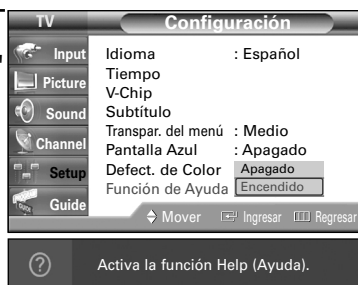 TV
Configuración
Input
Picture
Sound
Channel
Setup
Guide
Idioma : Español
Tiempo
V-Chip
Subtítulo
Transpar. del menú : Medio
Pantalla Azul : Apagado
Defect. de Color Apagado
Función de Ayuda Encendido
Mover Ingresar Regresar
Activa la función Help (Ayuda).